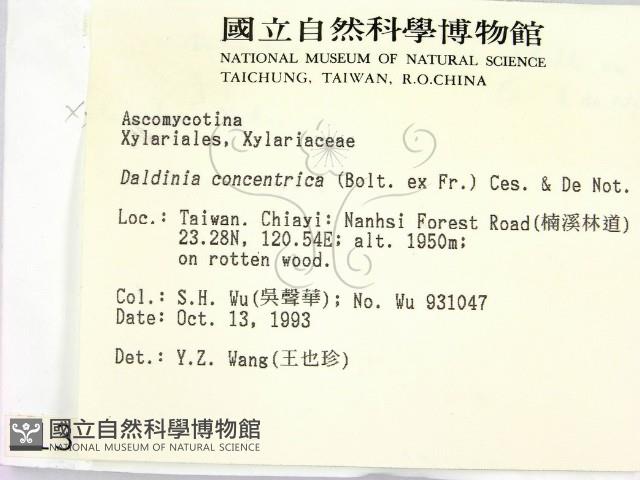 國立自然科學博物館
NATIONAL MUSEUM OF NATURAL SCIENCE
TAICHUNG, TAIWAN, R.O.CHINA
Ascomycotina
Xylariales, Xylariaceae
Daldinia concentrica (Bolt. ex Fr.) Ces. & De Not.
Loc.: Taiwan. Chiayi: Nanhsi Forest Road(楠溪林道)
23.28N, 120.54E; alt. 1950m;
on rotten wood.
Col.: S.H. Wu(吳聲華); No. Wu 931047
Date: Oct. 13, 1993
Det.: Y.Z. Wang(王也珍)
國立自然科學博物館
NATIONAL MUSEUM OF NATURAL SCIENCE